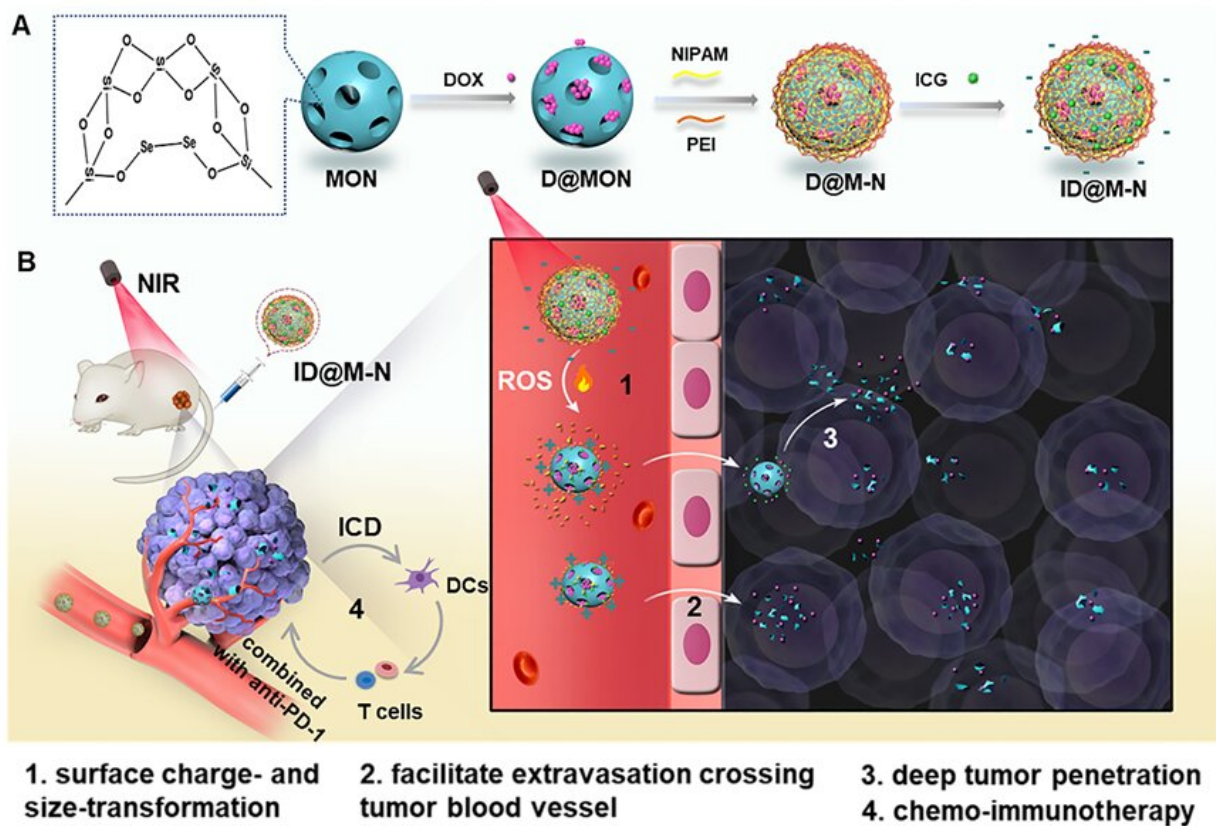 A
Si
Si
Si
Si
Si
O
O
O
O
O
O
O
O
O
O
Se
Se
MON
DOX
D@MON
NIPAM
PEI
D@M-N
ICG
ID@M-N
B
NIR
ID@M-N
ROS
1
2
3
ICD
DCs
4
T cells
combined
with anti-PD-1
1. surface charge- and
size-transformation
2. facilitate extravasation crossing
tumor blood vessel
3. deep tumor penetration
4. chemo-immunotherapy